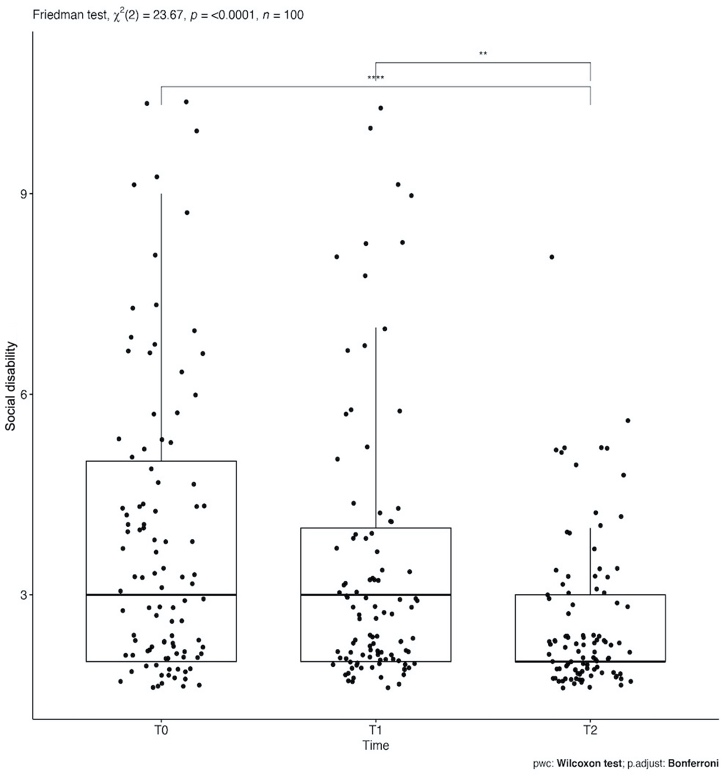 Friedman test, χ²(2) = 23.67, p = <0.0001, n = 100
**
****
9
6
3
Social disability
T0 T1 T2
Time
pwc: Wilcoxon test; p.adjust: Bonferroni